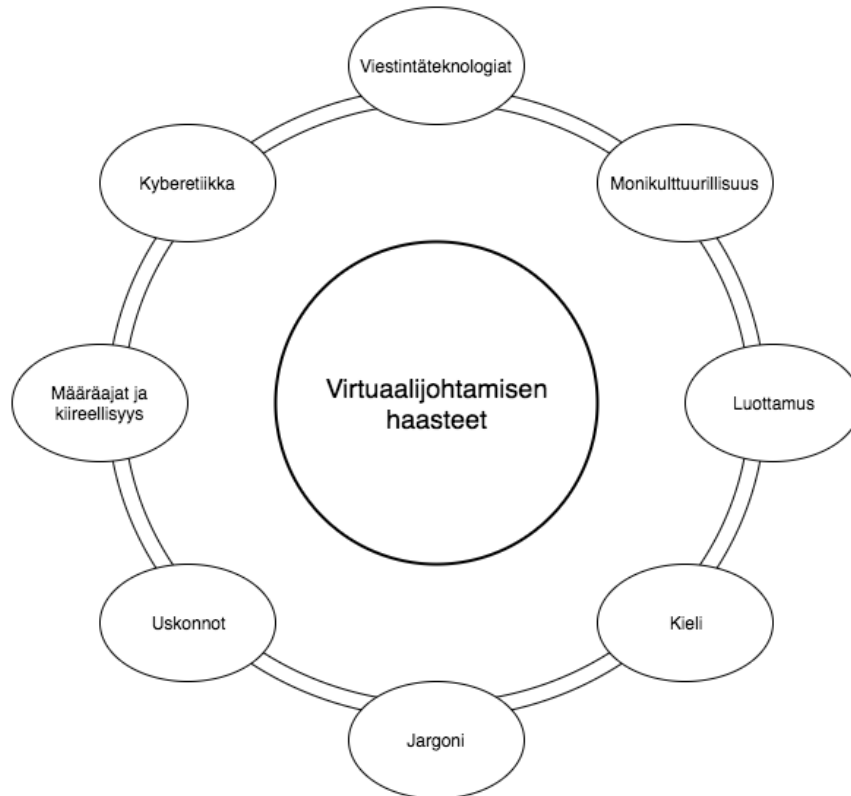 Viestintäteknologiat
Kyberetiikka
Monikulttuurillisuus
Määräajat ja
kiireellisyys
Virtuaalijohtamisen
haasteet
Luottamus
Uskonnot
Kieli
Jargoni